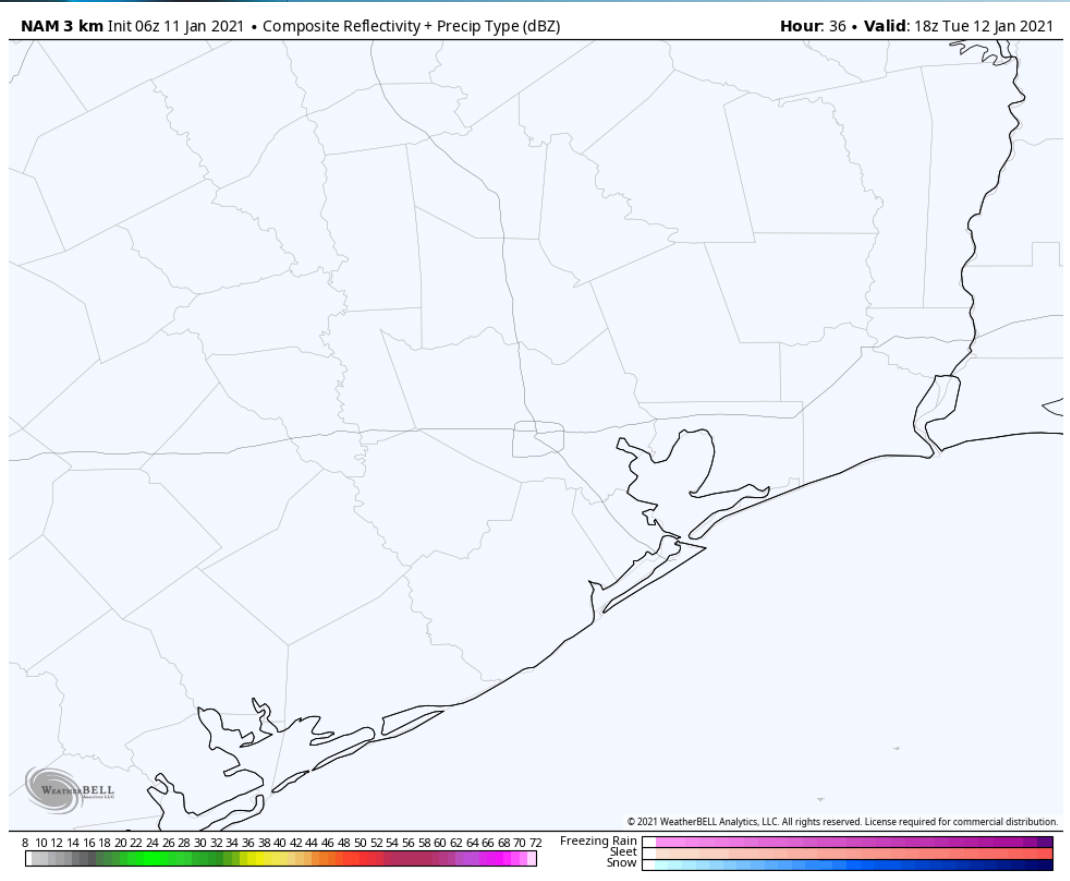 NAM 3 km Init 06z 11 Jan 2021 • Composite Reflectivity + Precip Type (dBZ)
Hour: 36 • Valid: 18z Tue 12 Jan 2021
WEATHERBELL
ANALYTICS LLC
© 2021 WeatherBELL Analytics, LLC. All rights reserved. License required for commercial distribution.
8 10 12 14 16 18 20 22 24 26 28 30 32 34 36 38 40 42 44 46 48 50 52 54 56 58 60 62 64 66 68 70 72
Freezing Rain
Sleet
Snow